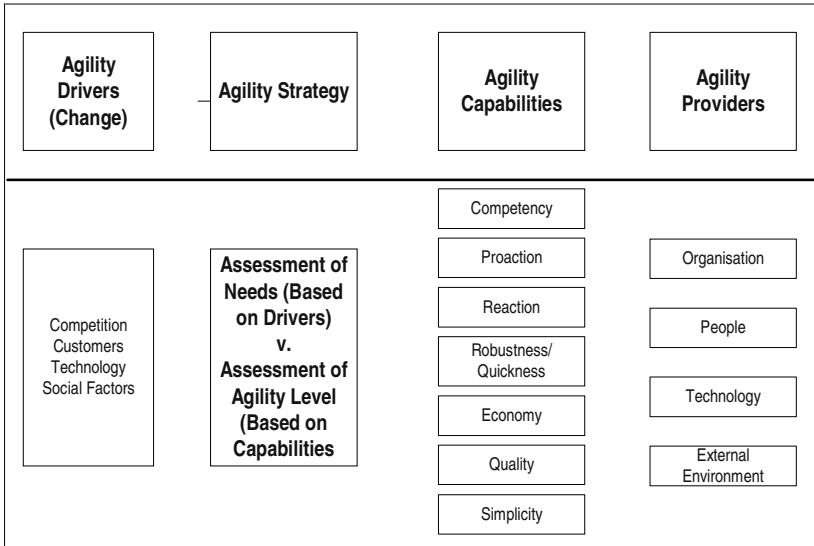 Agility
Drivers
(Change)
Agility Strategy
Agility
Capabilities
Agility
Providers
Competition
Customers
Technology
Social Factors
Assessment of
Needs (Based
on Drivers)
v.
Assessment of
Agility Level
(Based on
Capabilities
Competency
Proaction
Reaction
Robustness/
Quickness
Economy
Quality
Simplicity
Organisation
People
Technology
External
Environment